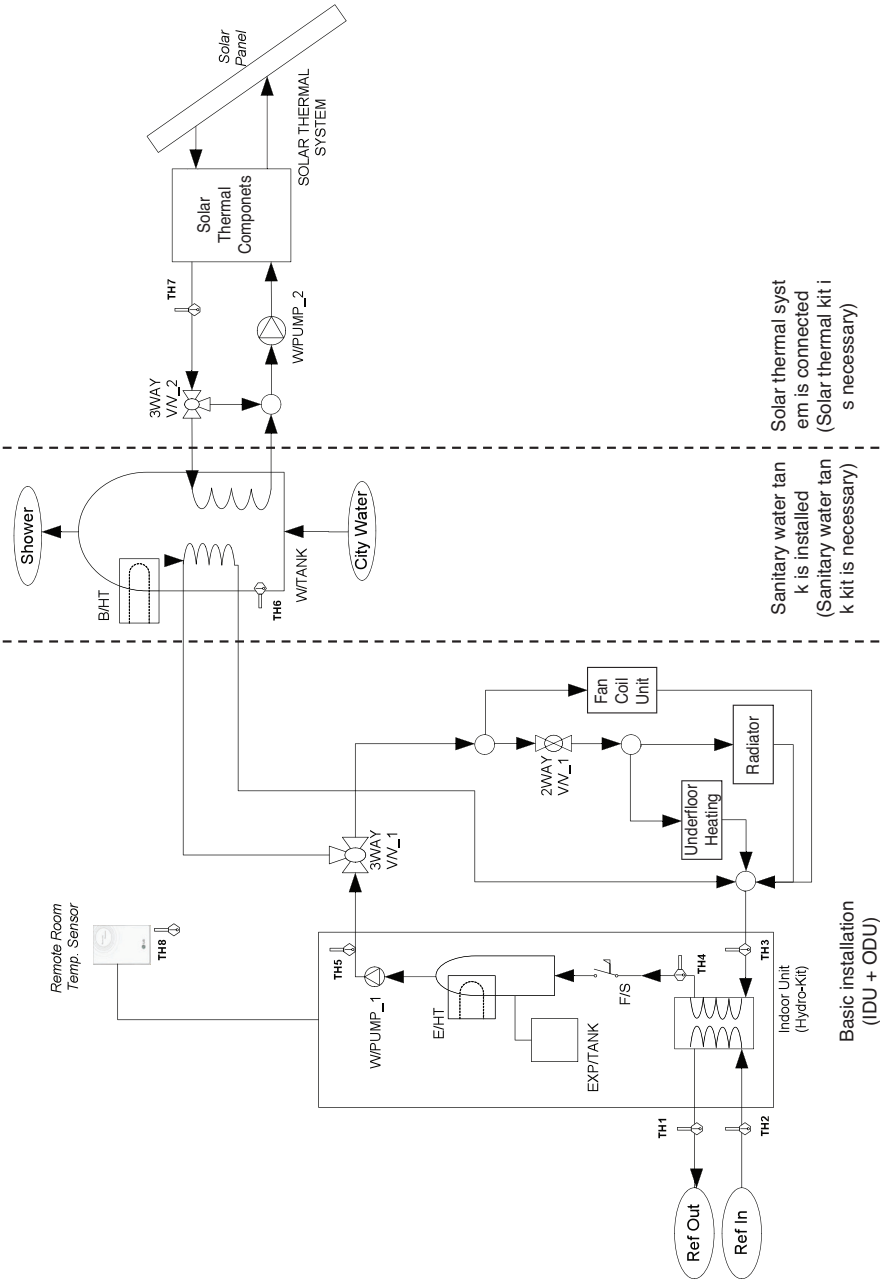 Solar
Panel
SOLAR THERMAL
SYSTEM
Solar
Thermal
Componets
TH7
W/PUMP_2
3WAY
V/V_2
Solar thermal syst
em is connected
(Solar thermal kit i
s necessary)
Shower
B/HT
TH6
W/TANK
City Water
Sanitary water tan
k is installed
(Sanitary water tan
k kit is necessary)
Fan
Coil
Unit
2WAY
V/V_1
Radiator
Underfloor
Heating
3WAY
V/V_1
Remote Room
Temp. Sensor
TH8
TH5
W/PUMP_1
E/HT
EXP/TANK
F/S
TH4
TH3
Indoor Unit
(Hydro-Kit)
TH1
TH2
Ref Out
Ref In
Basic installation
(IDU + ODU)